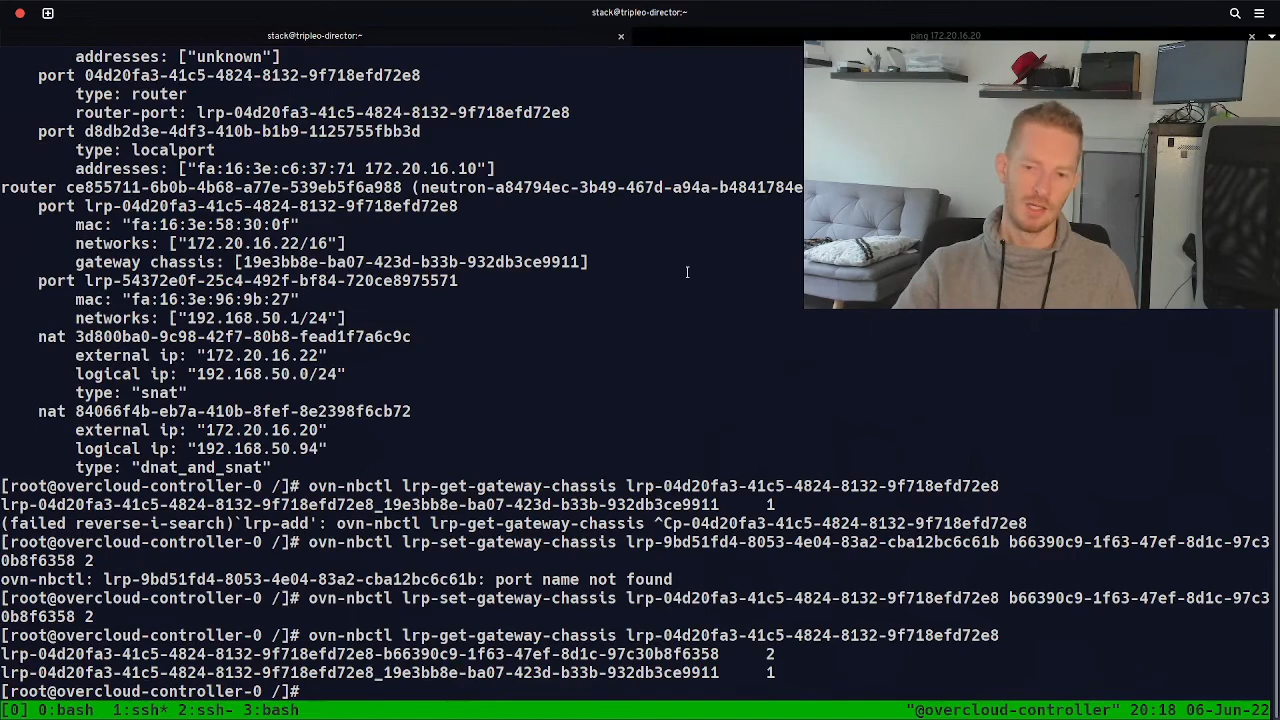 stack@tripleo-director:~
stack@tripleo-director:~
ping 172.20.16.20
addresses: ["unknown"]
port 04d20fa3-41c5-4824-8132-9f718efd72e8
type: router
router-port: lrp-04d20fa3-41c5-4824-8132-9f718efd72e8
port d8db2d3e-4df3-410b-b1b9-1125755fbb3d
type: localport
addresses: ["fa:16:3e:c6:37:71 172.20.16.10"]
router ce855711-6b0b-4b68-a77e-539eb5f6a988 (neutron-a84794ec-3b49-467d-a94a-b4841784e
port lrp-04d20fa3-41c5-4824-8132-9f718efd72e8
mac: "fa:16:3e:58:30:0f"
networks: ["172.20.16.22/16"]
gateway chassis: [19e3bb8e-ba07-423d-b33b-932db3ce9911]
port lrp-54372e0f-25c4-492f-bf84-720ce8975571
mac: "fa:16:3e:96:9b:27"
networks: ["192.168.50.1/24"]
nat 3d800ba0-9c98-42f7-80b8-fead1f7a6c9c
external ip: "172.20.16.22"
logical ip: "192.168.50.0/24"
type: "snat"
nat 84066f4b-eb7a-410b-8fef-8e2398f6cb72
external ip: "172.20.16.20"
logical ip: "192.168.50.94"
type: "dnat_and_snat"
[root@overcloud-controller-0 /]# ovn-nbctl lrp-get-gateway-chassis lrp-04d20fa3-41c5-4824-8132-9f718efd72e8
lrp-04d20fa3-41c5-4824-8132-9f718efd72e8_19e3bb8e-ba07-423d-b33b-932db3ce9911     1
(failed reverse-i-search)`lrp-add': ovn-nbctl lrp-get-gateway-chassis ^Cp-04d20fa3-41c5-4824-8132-9f718efd72e8
[root@overcloud-controller-0 /]# ovn-nbctl lrp-set-gateway-chassis lrp-9bd51fd4-8053-4e04-83a2-cba12bc6c61b b66390c9-1f63-47ef-8d1c-97c3
0b8f6358 2
ovn-nbctl: lrp-9bd51fd4-8053-4e04-83a2-cba12bc6c61b: port name not found
[root@overcloud-controller-0 /]# ovn-nbctl lrp-set-gateway-chassis lrp-04d20fa3-41c5-4824-8132-9f718efd72e8 b66390c9-1f63-47ef-8d1c-97c3
0b8f6358 2
[root@overcloud-controller-0 /]# ovn-nbctl lrp-get-gateway-chassis lrp-04d20fa3-41c5-4824-8132-9f718efd72e8
lrp-04d20fa3-41c5-4824-8132-9f718efd72e8-b66390c9-1f63-47ef-8d1c-97c30b8f6358     2
lrp-04d20fa3-41c5-4824-8132-9f718efd72e8_19e3bb8e-ba07-423d-b33b-932db3ce9911     1
[root@overcloud-controller-0 /]#
[0] 0:bash  1:ssh* 2:ssh- 3:bash "@overcloud-controller" 20:18 06-Jun-22